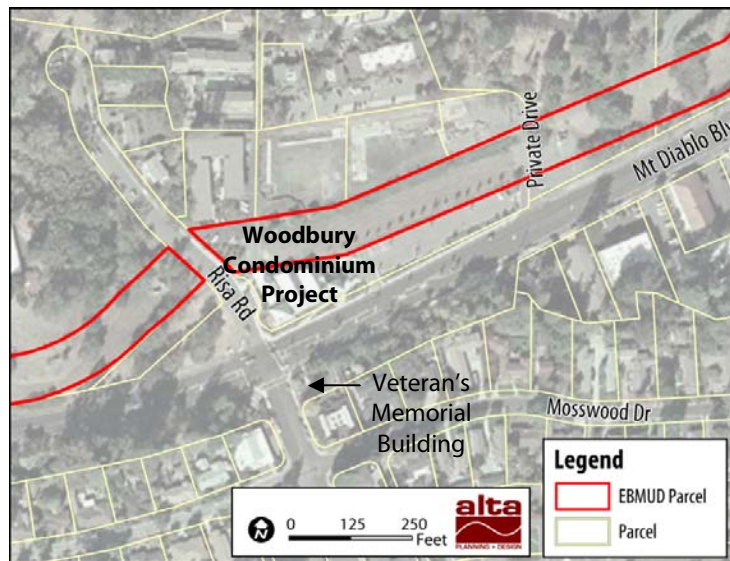 Private Drive
Mt Diablo Blv
Woodbury
Condominium
Project
Risa Rd
Veteran's
Memorial
Building
Mosswood Dr
Legend
EBMUD Parcel
Parcel
N
0 125 250
Feet
alta
PLANNING + DESIGN